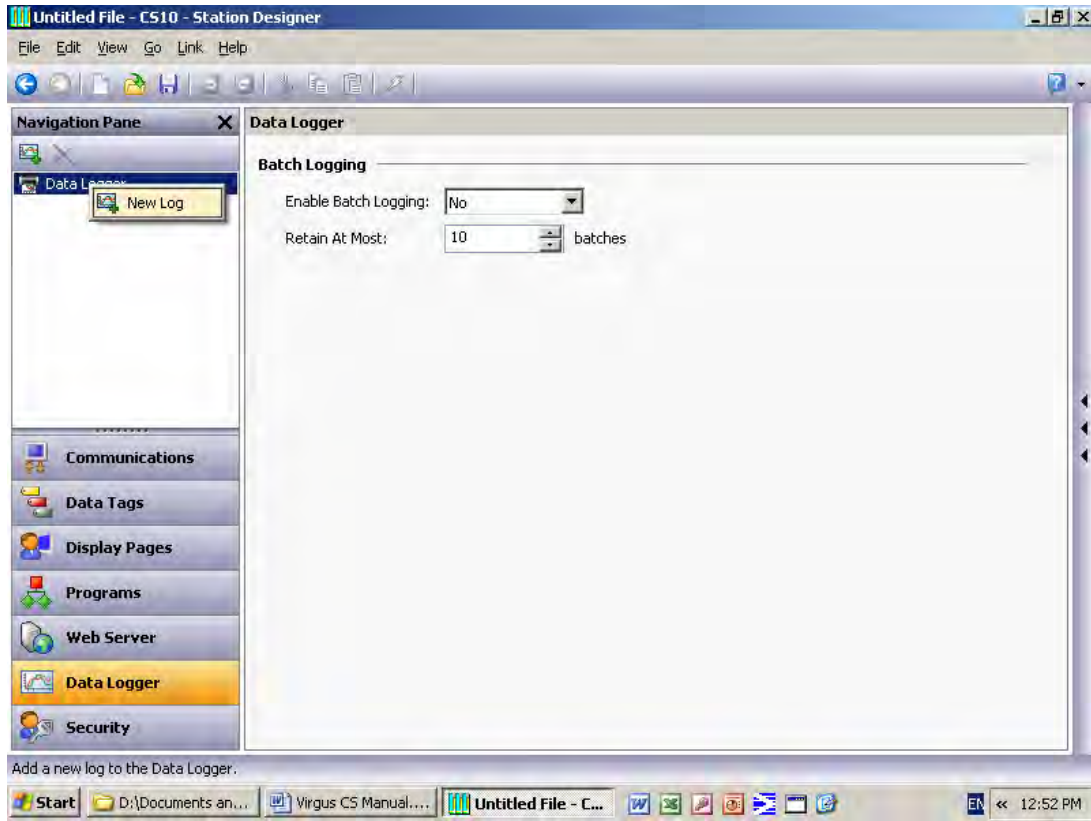 Untitled File - CS10 - Station Designer
File Edit View Go Link Help
Navigation Pane
Data Logger
New Log
Communications
Data Tags
Display Pages
Programs
Web Server
Data Logger
Security
Data Logger
Batch Logging
Enable Batch Logging: No
Retain At Most: 10 batches
Add a new log to the Data Logger.
Start D:\Documents an... Virgus CS Manual.... Untitled File - C... EN « 12:52 PM